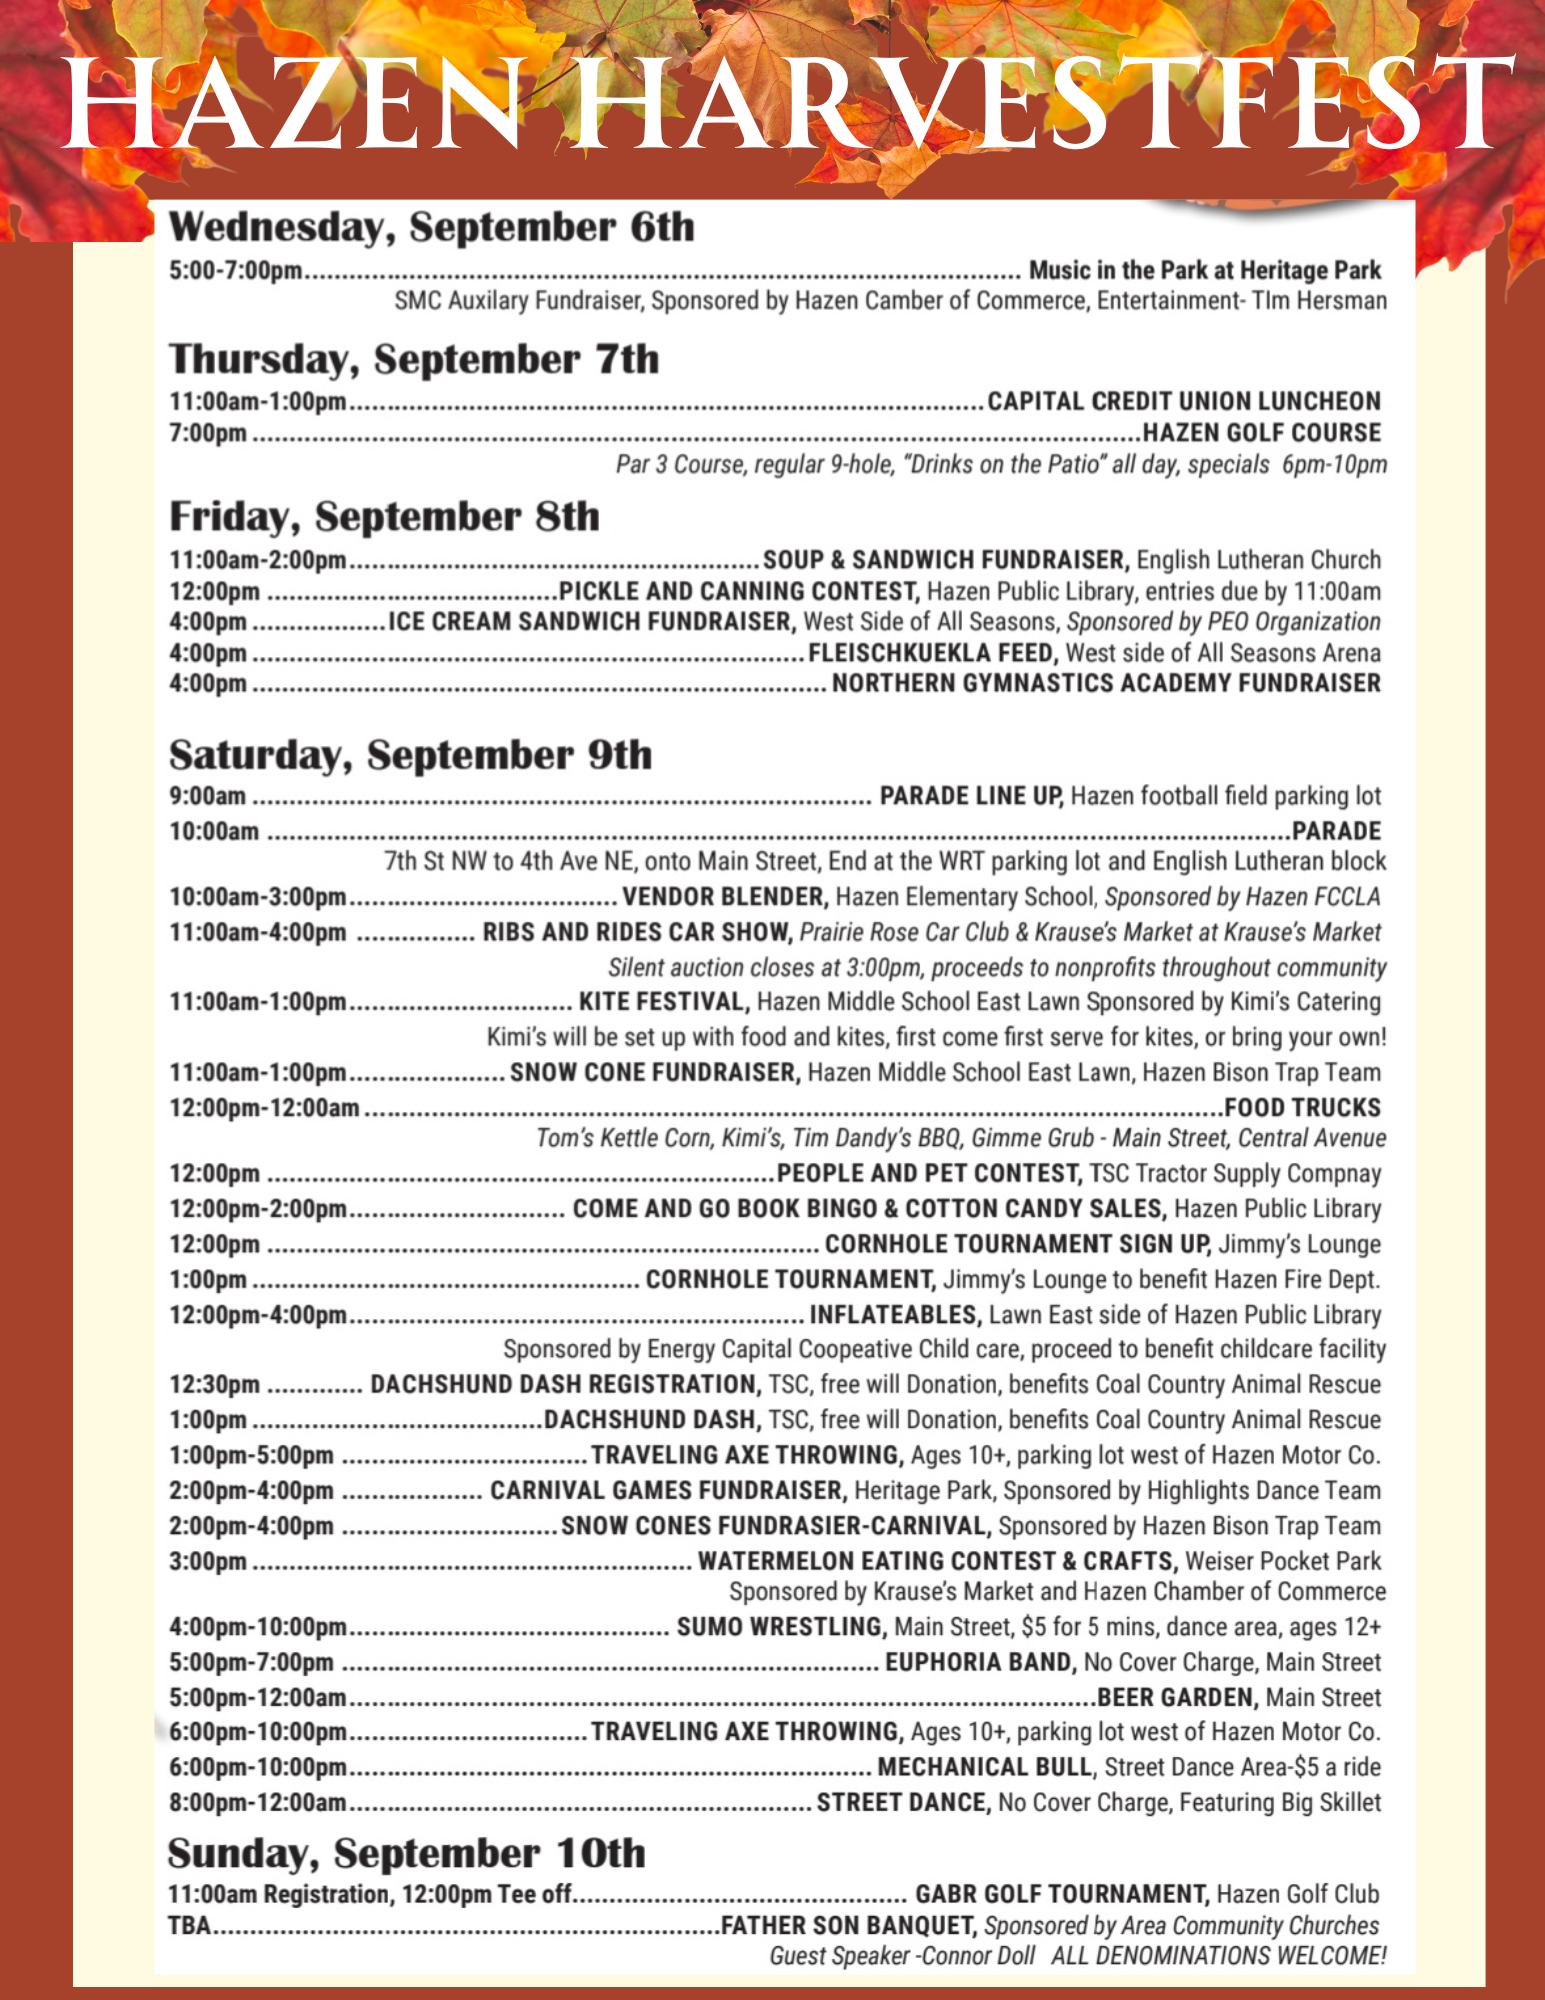 HAZEN HARVESTFEST
Wednesday, September 6th
5:00-7:00pm................................................................................................ Music in the Park at Heritage Park
SMC Auxilary Fundraiser, Sponsored by Hazen Camber of Commerce, Entertainment- TIm Hersman
Thursday, September 7th
11:00am-1:00pm.....................................................................................CAPITAL CREDIT UNION LUNCHEON
7:00pm .......................................................................................................................HAZEN GOLF COURSE
Par 3 Course, regular 9-hole, “Drinks on the Patio” all day, specials 6pm-10pm
Friday, September 8th
11:00am-2:00pm.......................................................SOUP & SANDWICH FUNDRAISER, English Lutheran Church
12:00pm .......................................PICKLE AND CANNING CONTEST, Hazen Public Library, entries due by 11:00am
4:00pm ..................ICE CREAM SANDWICH FUNDRAISER, West Side of All Seasons, Sponsored by PEO Organization
4:00pm ..........................................................................FLEISCHKUEKLA FEED, West side of All Seasons Arena
4:00pm ............................................................................. NORTHERN GYMNASTICS ACADEMY FUNDRAISER
Saturday, September 9th
9:00am ................................................................................... PARADE LINE UP, Hazen football field parking lot
10:00am .........................................................................................................................................PARADE
7th St NW to 4th Ave NE, onto Main Street, End at the WRT parking lot and English Lutheran block
10:00am-3:00pm....................................VENDOR BLENDER, Hazen Elementary School, Sponsored by Hazen FCCLA
11:00am-4:00pm ................ RIBS AND RIDES CAR SHOW, Prairie Rose Car Club & Krause’s Market at Krause’s Market
Silent auction closes at 3:00pm, proceeds to nonprofits throughout community
11:00am-1:00pm.............................. KITE FESTIVAL, Hazen Middle School East Lawn Sponsored by Kimi’s Catering
Kimi’s will be set up with food and kites, first come first serve for kites, or bring your own!
11:00am-1:00pm.....................SNOW CONE FUNDRAISER, Hazen Middle School East Lawn, Hazen Bison Trap Team
12:00pm-12:00am ...................................................................................................................FOOD TRUCKS
Tom’s Kettle Corn, Kimi’s, Tim Dandy’s BBQ, Gimme Grub - Main Street, Central Avenue
12:00pm ....................................................................PEOPLE AND PET CONTEST, TSC Tractor Supply Compnay
12:00pm-2:00pm............................. COME AND GO BOOK BINGO & COTTON CANDY SALES, Hazen Public Library
12:00pm .......................................................................... CORNHOLE TOURNAMENT SIGN UP, Jimmy’s Lounge
1:00pm .................................................... CORNHOLE TOURNAMENT, Jimmy’s Lounge to benefit Hazen Fire Dept.
12:00pm-4:00pm............................................................. INFLATEABLES, Lawn East side of Hazen Public Library
Sponsored by Energy Capital Coopeative Child care, proceed to benefit childcare facility
12:30pm ............. DACHSHUND DASH REGISTRATION, TSC, free will Donation, benefits Coal Country Animal Rescue
1:00pm .......................................DACHSHUND DASH, TSC, free will Donation, benefits Coal Country Animal Rescue
1:00pm-5:00pm .................................TRAVELING AXE THROWING, Ages 10+, parking lot west of Hazen Motor Co.
2:00pm-4:00pm ................... CARNIVAL GAMES FUNDRAISER, Heritage Park, Sponsored by Highlights Dance Team
2:00pm-4:00pm .............................SNOW CONES FUNDRASIER-CARNIVAL, Sponsored by Hazen Bison Trap Team
3:00pm ........................................................... WATERMELON EATING CONTEST & CRAFTS, Weiser Pocket Park
Sponsored by Krause’s Market and Hazen Chamber of Commerce
4:00pm-10:00pm........................................... SUMO WRESTLING, Main Street, $5 for 5 mins, dance area, ages 12+
5:00pm-7:00pm ........................................................................ EUPHORIA BAND, No Cover Charge, Main Street
5:00pm-12:00am....................................................................................................BEER GARDEN, Main Street
6:00pm-10:00pm................................TRAVELING AXE THROWING, Ages 10+, parking lot west of Hazen Motor Co.
6:00pm-10:00pm...................................................................... MECHANICAL BULL, Street Dance Area-$5 a ride
8:00pm-12:00am.............................................................. STREET DANCE, No Cover Charge, Featuring Big Skillet
Sunday, September 10th
11:00am Registration, 12:00pm Tee off............................................. GABR GOLF TOURNAMENT, Hazen Golf Club
TBA....................................................................FATHER SON BANQUET, Sponsored by Area Community Churches
Guest Speaker -Connor Doll ALL DENOMINATIONS WELCOME!